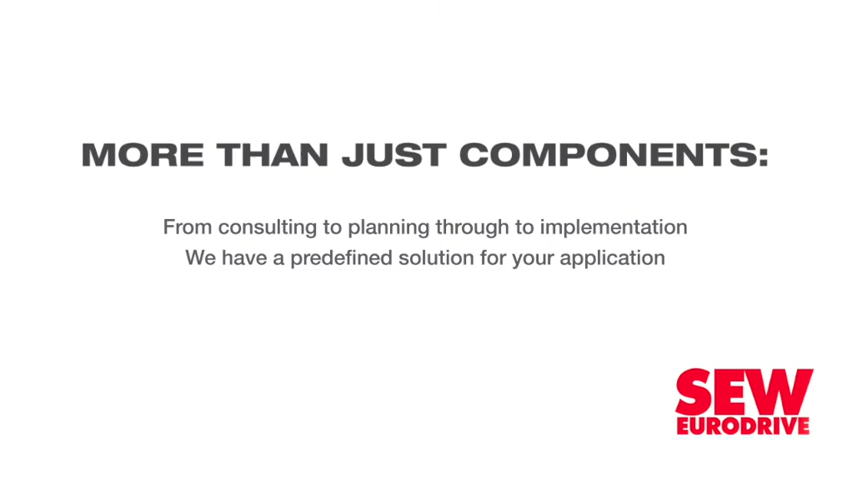 MORE THAN JUST COMPONENTS:
From consulting to planning through to implementation
We have a predefined solution for your application
SEW
EURODRIVE